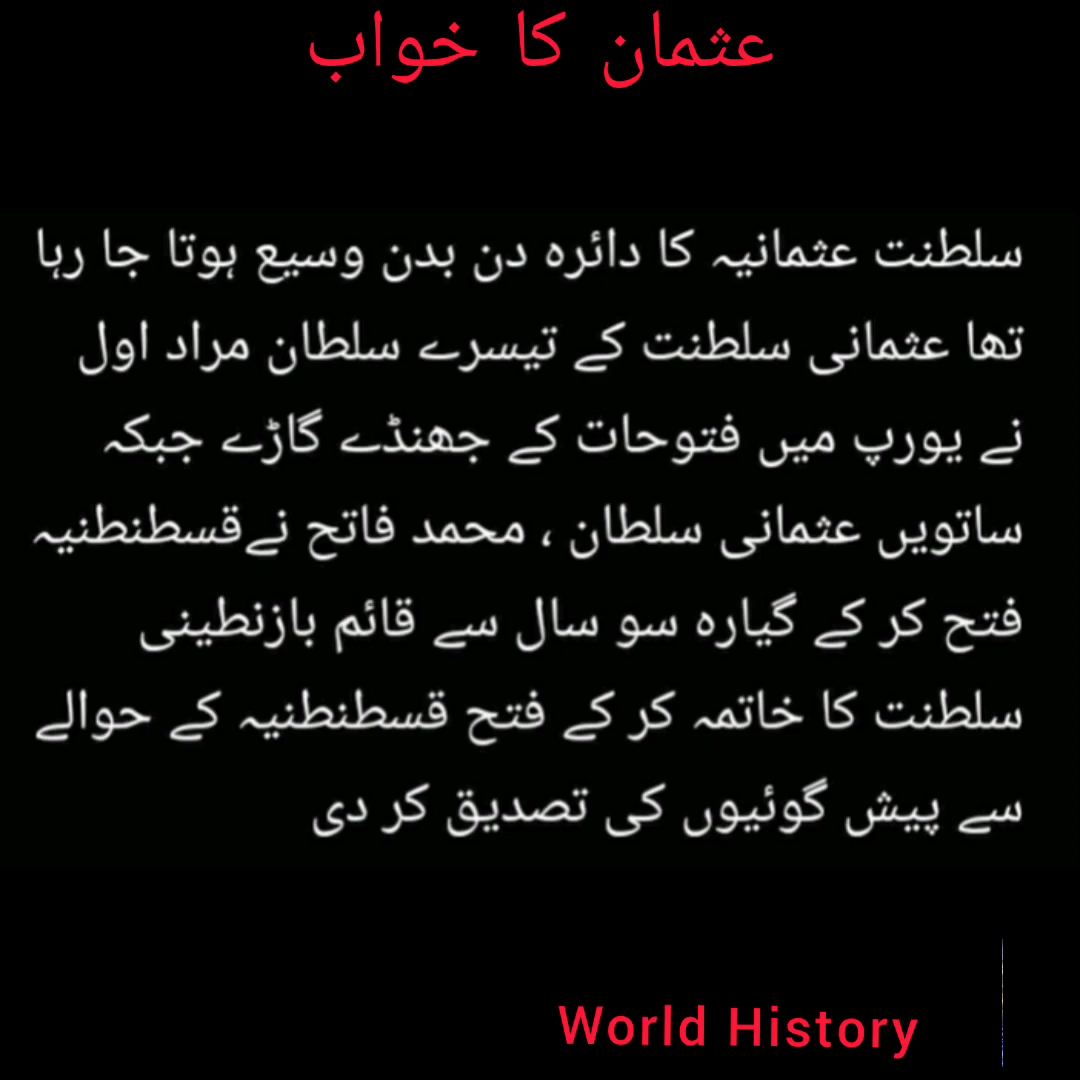 عثمان کا خواب
سلطنت عثمانیہ کا دائرہ دن بدن وسیع ہوتا جا رہا
تھا عثمانی سلطنت کے تیسرے سلطان مراد اول
نے یورپ میں فتوحات کے جھنڈے گاڑے جبکہ
ساتویں عثمانی سلطان ، محمد فاتح نےقسطنطنیہ
فتح کر کے گیارہ سو سال سے قائم بازنطینی
سلطنت کا خاتمہ کر کے فتح قسطنطنیہ کے حوالے
سے پیش گوئیوں کی تصدیق کر دی
World History